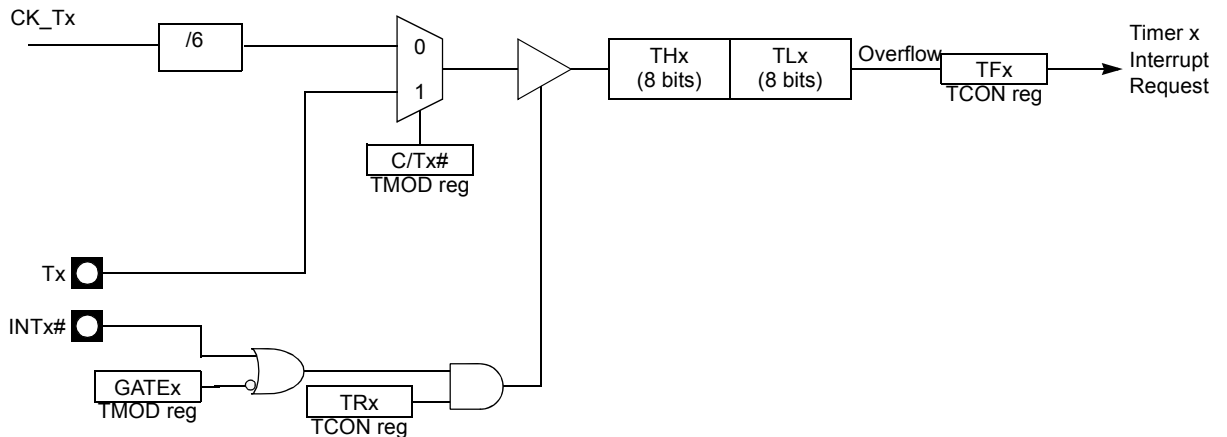 CK_Tx
/6
0
1
THx
(8 bits)
TLx
(8 bits)
Overflow
TFx
TCON reg
Timer x
Interrupt
Request
C/Tx#
TMOD reg
Tx
INTx#
GATEx
TMOD reg
TRx
TCON reg